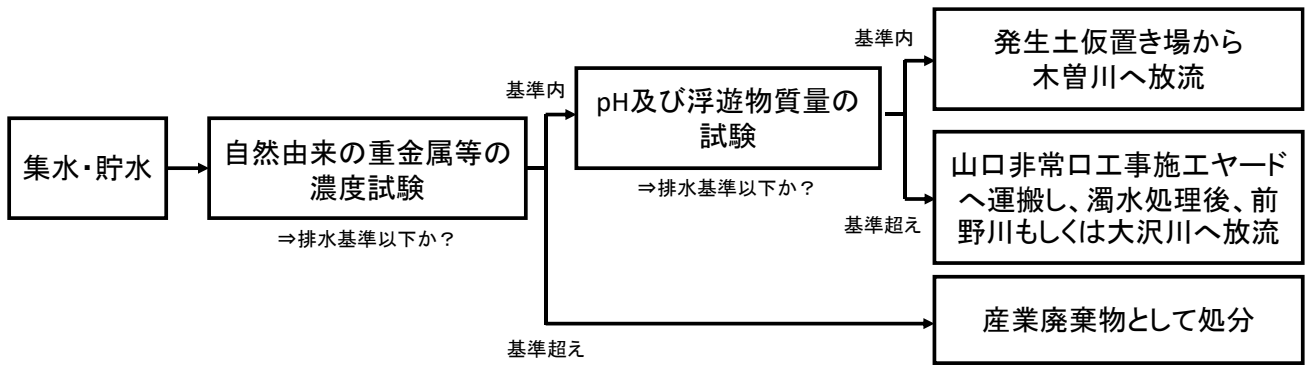 集水・貯水
自然由来の重金属等の
濃度試験
⇒排水基準以下か？
基準内
pH及び浮遊物質量の
試験
⇒排水基準以下か？
基準内
発生土仮置き場から
木曽川へ放流
基準超え
山口非常口工事施工ヤード
へ運搬し、濁水処理後、前
野川もしくは大沢川へ放流
基準超え
産業廃棄物として処分